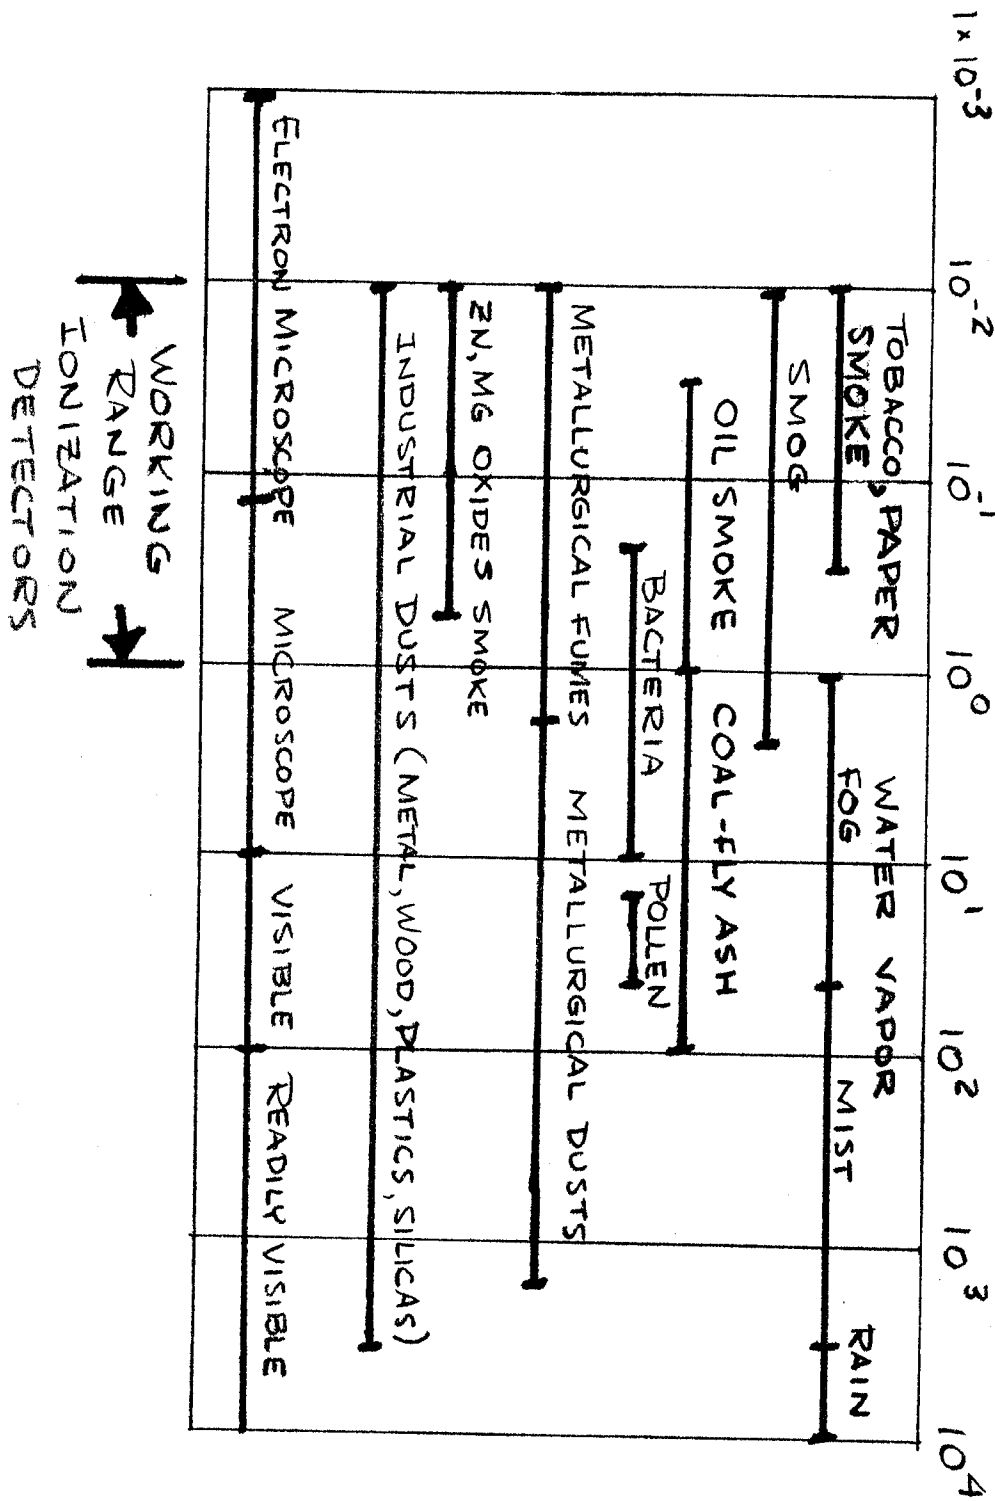 1 x 10-3
10-2
10-1
10⁰
10¹
10²
10³
10⁴
TOBACCO, PAPER
SMOKE
WATER VAPOR
FOG
MIST
RAIN
SMOG
OIL SMOKE
COAL-FLY ASH
BACTERIA
POLLEN
METALLURGICAL FUMES
METALLURGICAL DUSTS
ZN, MG OXIDES SMOKE
INDUSTRIAL DUSTS (METAL, WOOD, PLASTICS, SILICAS)
ELECTRON MICROSCOPE
MICROSCOPE
VISIBLE
READILY VISIBLE
WORKING
RANGE
IONIZATION
DETECTORS